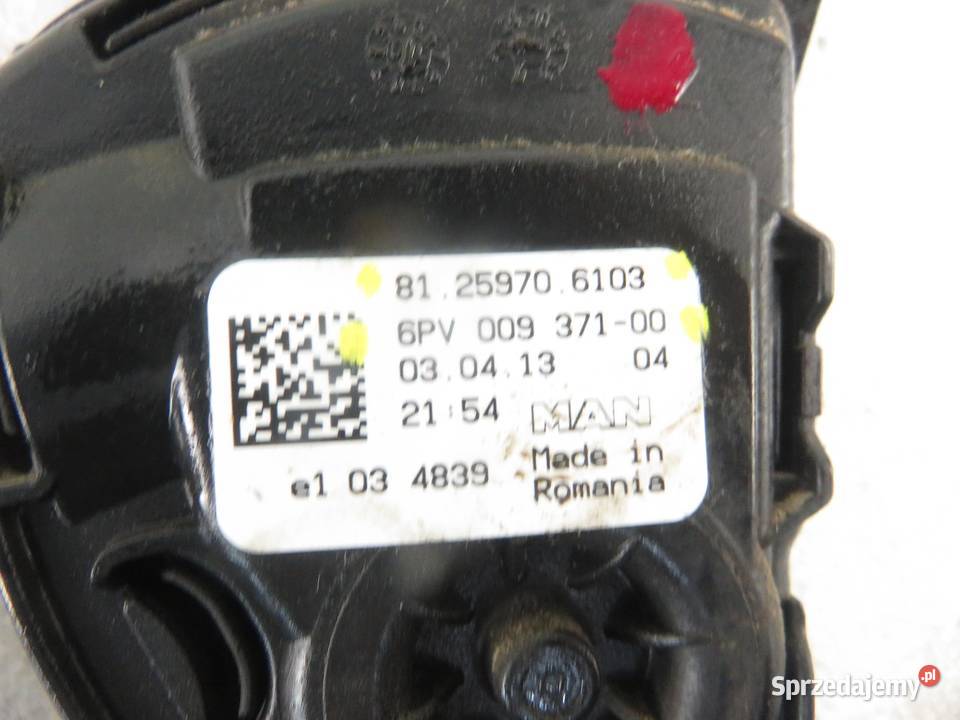 81.25970.6103
6PV 009 371-00
03.04.13 04
21:54 MAN
e1 03 4839 Made in
Romania
Sprzedajemy.pl